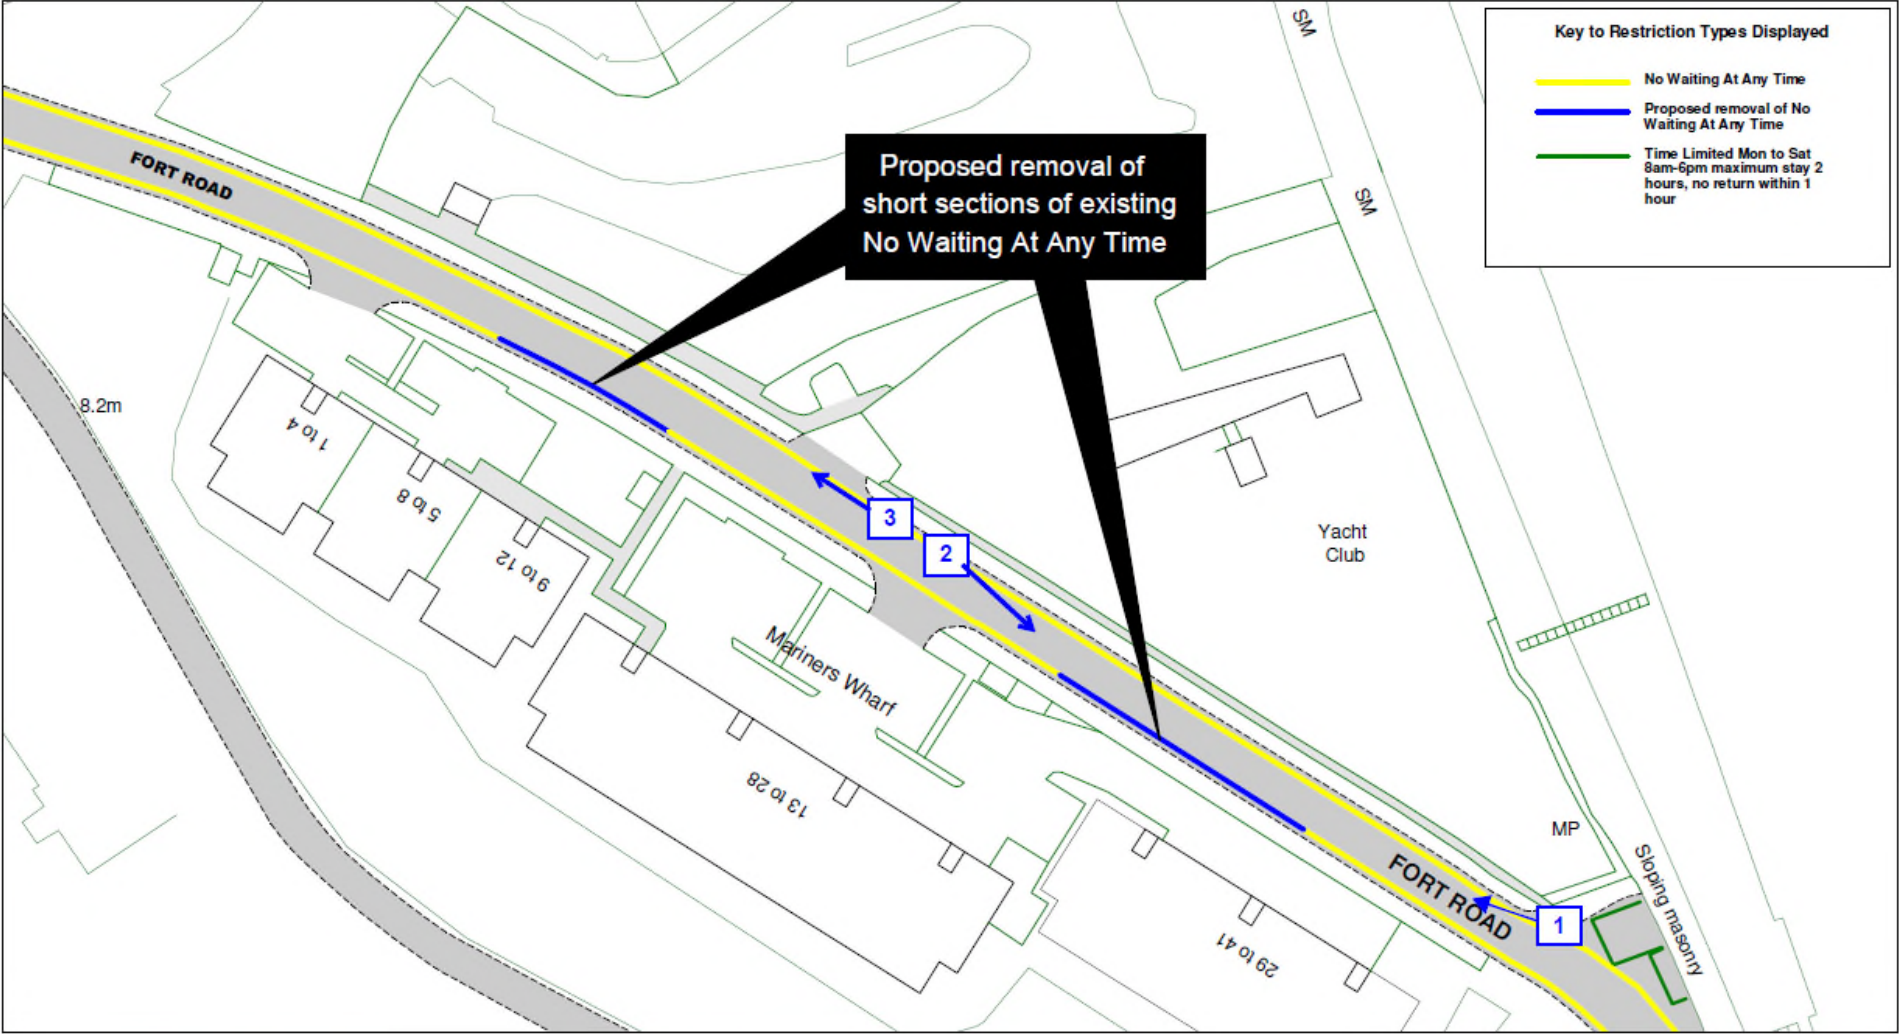 SM
Key to Restriction Types Displayed
No Waiting At Any Time
Proposed removal of No
Waiting At Any Time
Time Limited Mon to Sat
8am-6pm maximum stay 2
hours, no return within 1
hour
FORT ROAD
Proposed removal of
short sections of existing
No Waiting At Any Time
SM
8.2m
1 to 4
5 to 8
9 to 12
3
2
Yacht
Club
Mariners Wharf
13 to 28
MP
Sloping masonry
FORT ROAD
1
29 to 41